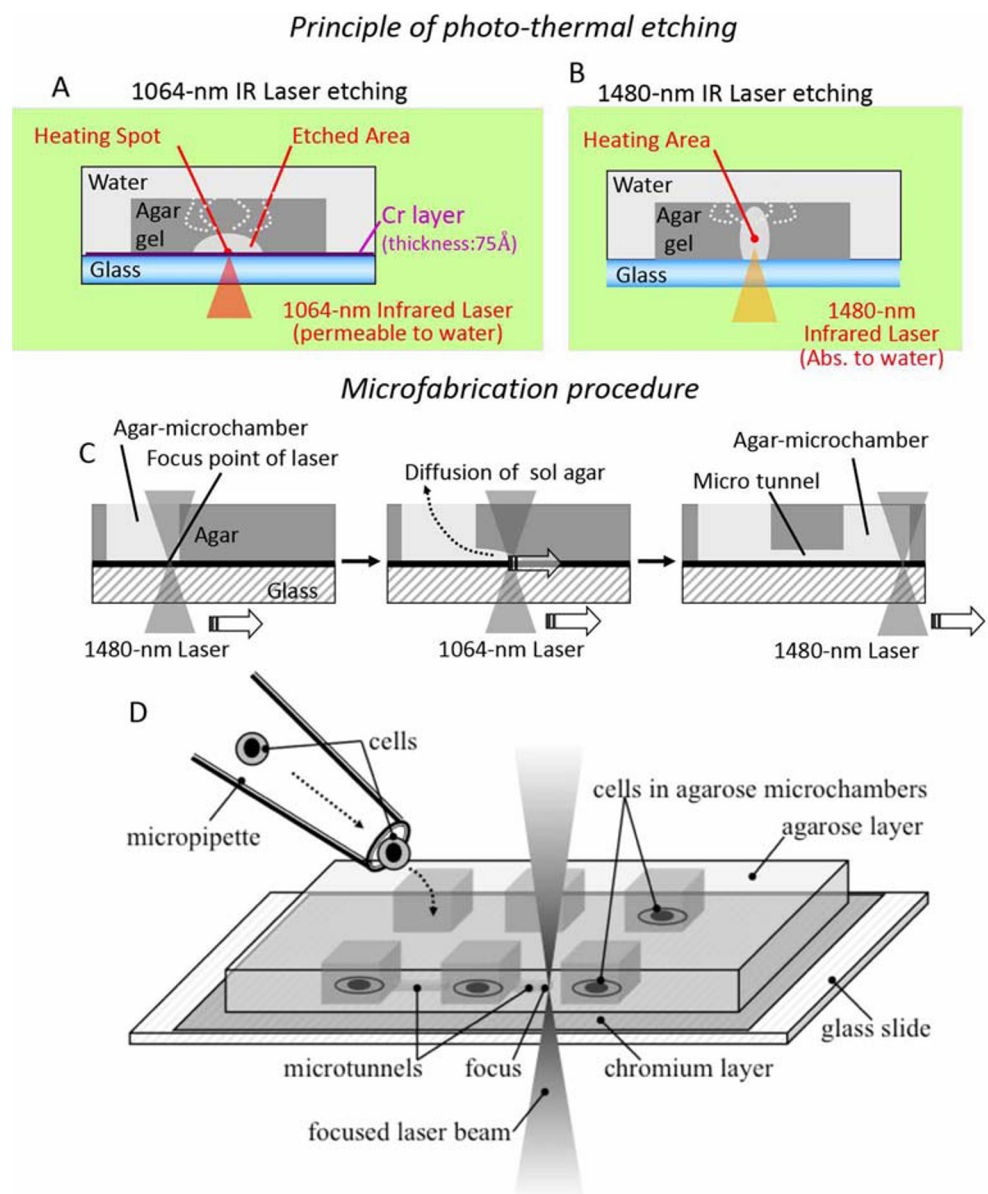 Principle of photo-thermal etching
A
1064-nm IR Laser etching
Heating Spot
Etched Area
Water
Agar
gel
Cr layer
(thickness:75Å)
Glass
1064-nm Infrared Laser
(permeable to water)
B
1480-nm IR Laser etching
Heating Area
Water
Agar
gel
Glass
1480-nm
Infrared Laser
(Abs. to water)
Microfabrication procedure
C
Agar-microchamber
Focus point of laser
Agar
Glass
1480-nm Laser
Diffusion of sol agar
1064-nm Laser
Agar-microchamber
Micro tunnel
1480-nm Laser
D
cells
micropipette
cells in agarose microchambers
agarose layer
glass slide
microtunnels
focus
chromium layer
focused laser beam